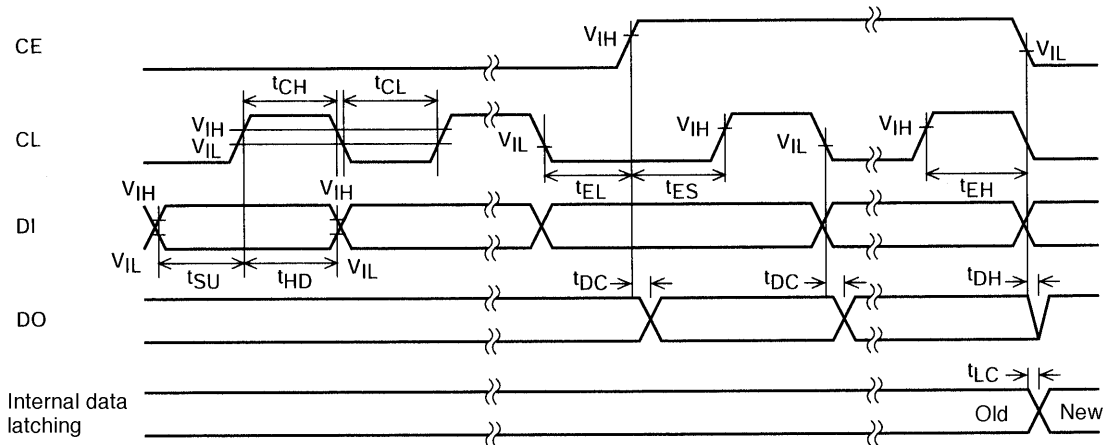 CE
VIH
VIL
tCH
tCL
CL
VIH
VIL
VIL
VIH
VIL
VIH
tEL
tES
tEH
DI
VIH
VIH
VIL
VIL
tSU
tHD
DO
tDC
tDC
tDH
Internal data
latching
tLC
Old
New